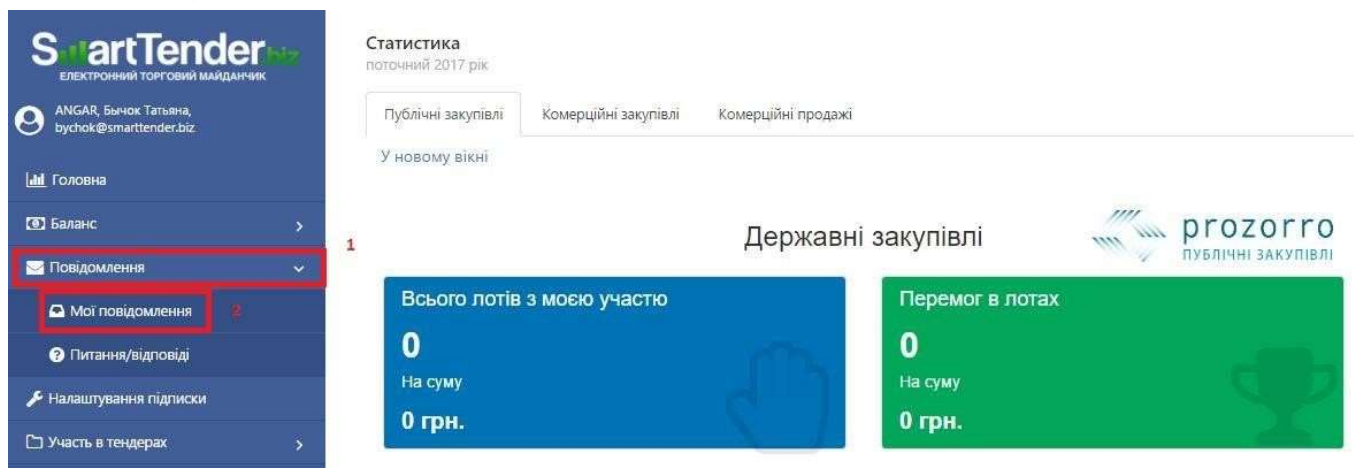 SmartTender.biz
ЕЛЕКТРОННИЙ ТОРГОВИЙ МАЙДАНЧИК
ANGAR, Бычок Татьяна,
bychok@smarttender.biz
Головна
Баланс
Повідомлення
1
Мої повідомлення
2
Питання/відповіді
Налаштування підписки
Участь в тендерах
Статистика
поточний 2017 рік
Публічні закупівлі
Комерційні закупівлі
Комерційні продажі
У новому вікні
Державні закупівлі
prozorro
ПУБЛІЧНІ ЗАКУПІВЛІ
Всього лотів з моєю участю
0
На суму
0 грн.
Перемог в лотах
0
На суму
0 грн.